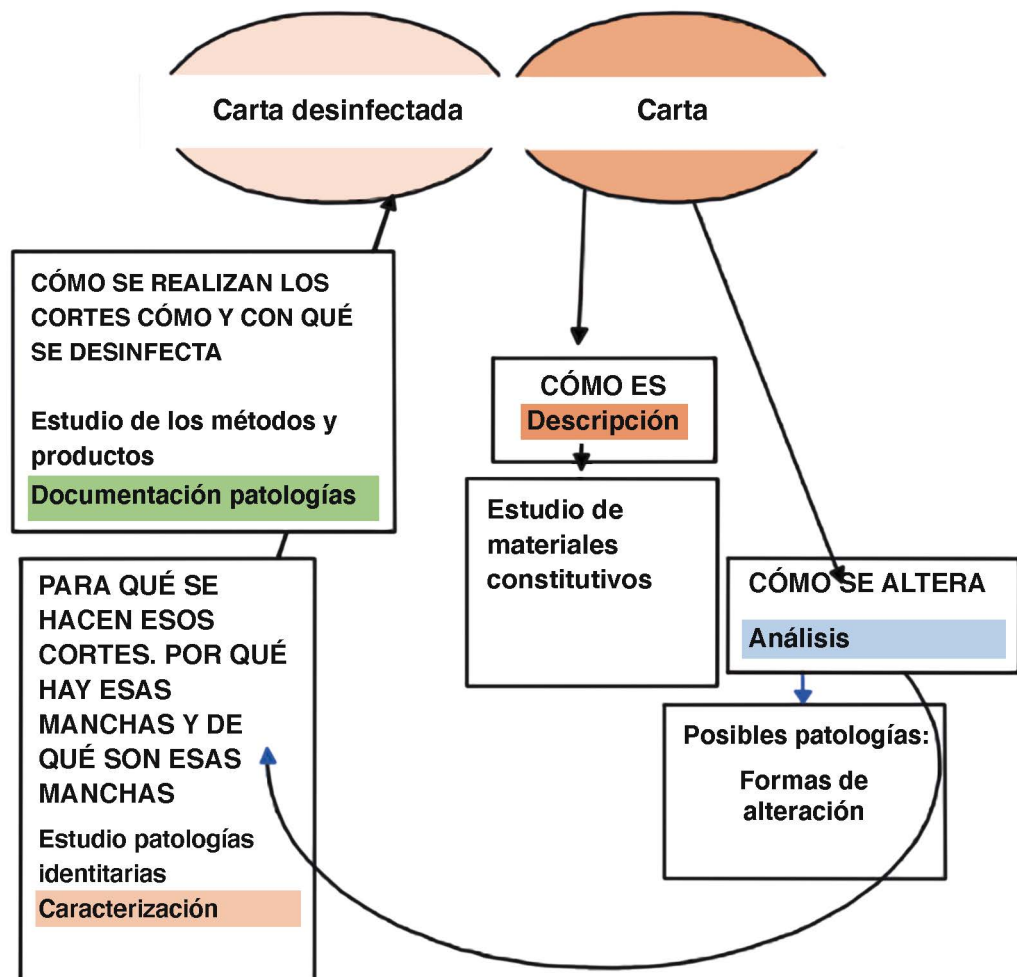 Carta desinfectada
Carta
CÓMO SE REALIZAN LOS
CORTES CÓMO Y CON QUÉ
SE DESINFECTA
Estudio de los métodos y
productos
Documentación patologías
CÓMO ES
Descripción
Estudio de
materiales
constitutivos
CÓMO SE ALTERA
Análisis
Posibles patologías:
Formas de
alteración
PARA QUÉ SE
HACEN ESOS
CORTES. POR QUÉ
HAY ESAS
MANCHAS Y DE
QUÉ SON ESAS
MANCHAS
Estudio patologías
identitarias
Caracterización